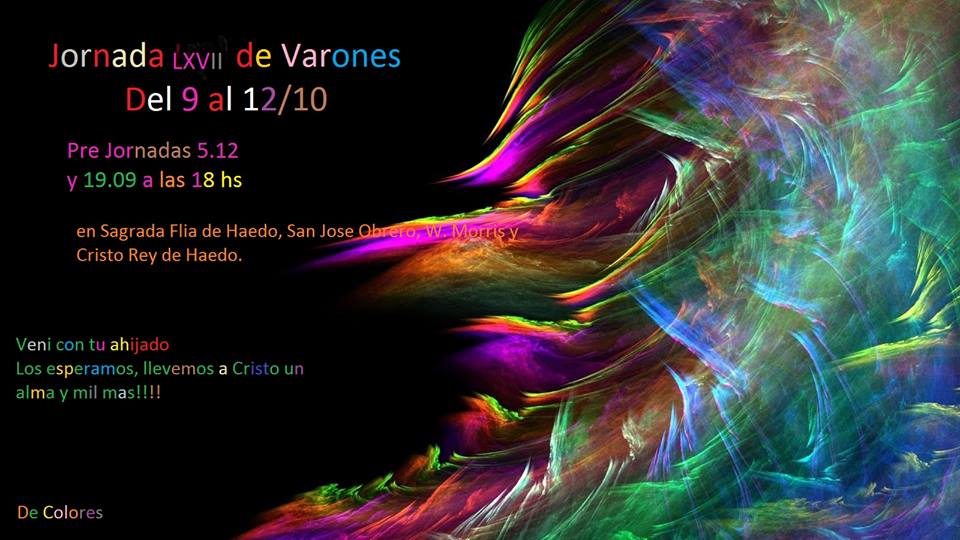 Jornada LXVII de Varones
Del 9 al 12/10
Pre Jornadas 5.12
y 19.09 a las 18 hs
en Sagrada Flia de Haedo, San Jose Obrero, W. Morris y
Cristo Rey de Haedo.
Veni con tu ahijado
Los esperamos, llevemos a Cristo un
alma y mil mas!!!!
De Colores